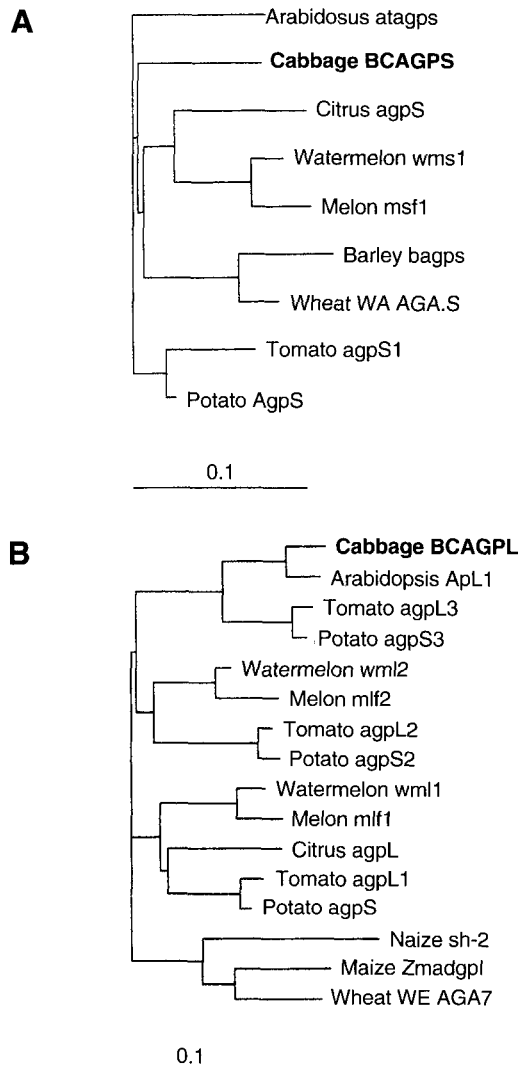 A
Arabidosus atagps
Cabbage BCAGPS
Citrus agpS
Watermelon wms1
Melon msf1
Barley bagps
Wheat WA AGA.S
Tomato agpS1
Potato AgpS
0.1
B
Cabbage BCAGPL
Arabidopsis ApL1
Tomato agpL3
Potato agpS3
Watermelon wml2
Melon mlf2
Tomato agpL2
Potato agpS2
Watermelon wml1
Melon mlf1
Citrus agpL
Tomato agpL1
Potato agpS
Naize sh-2
Maize Zmadgpl
Wheat WE AGA7
0.1